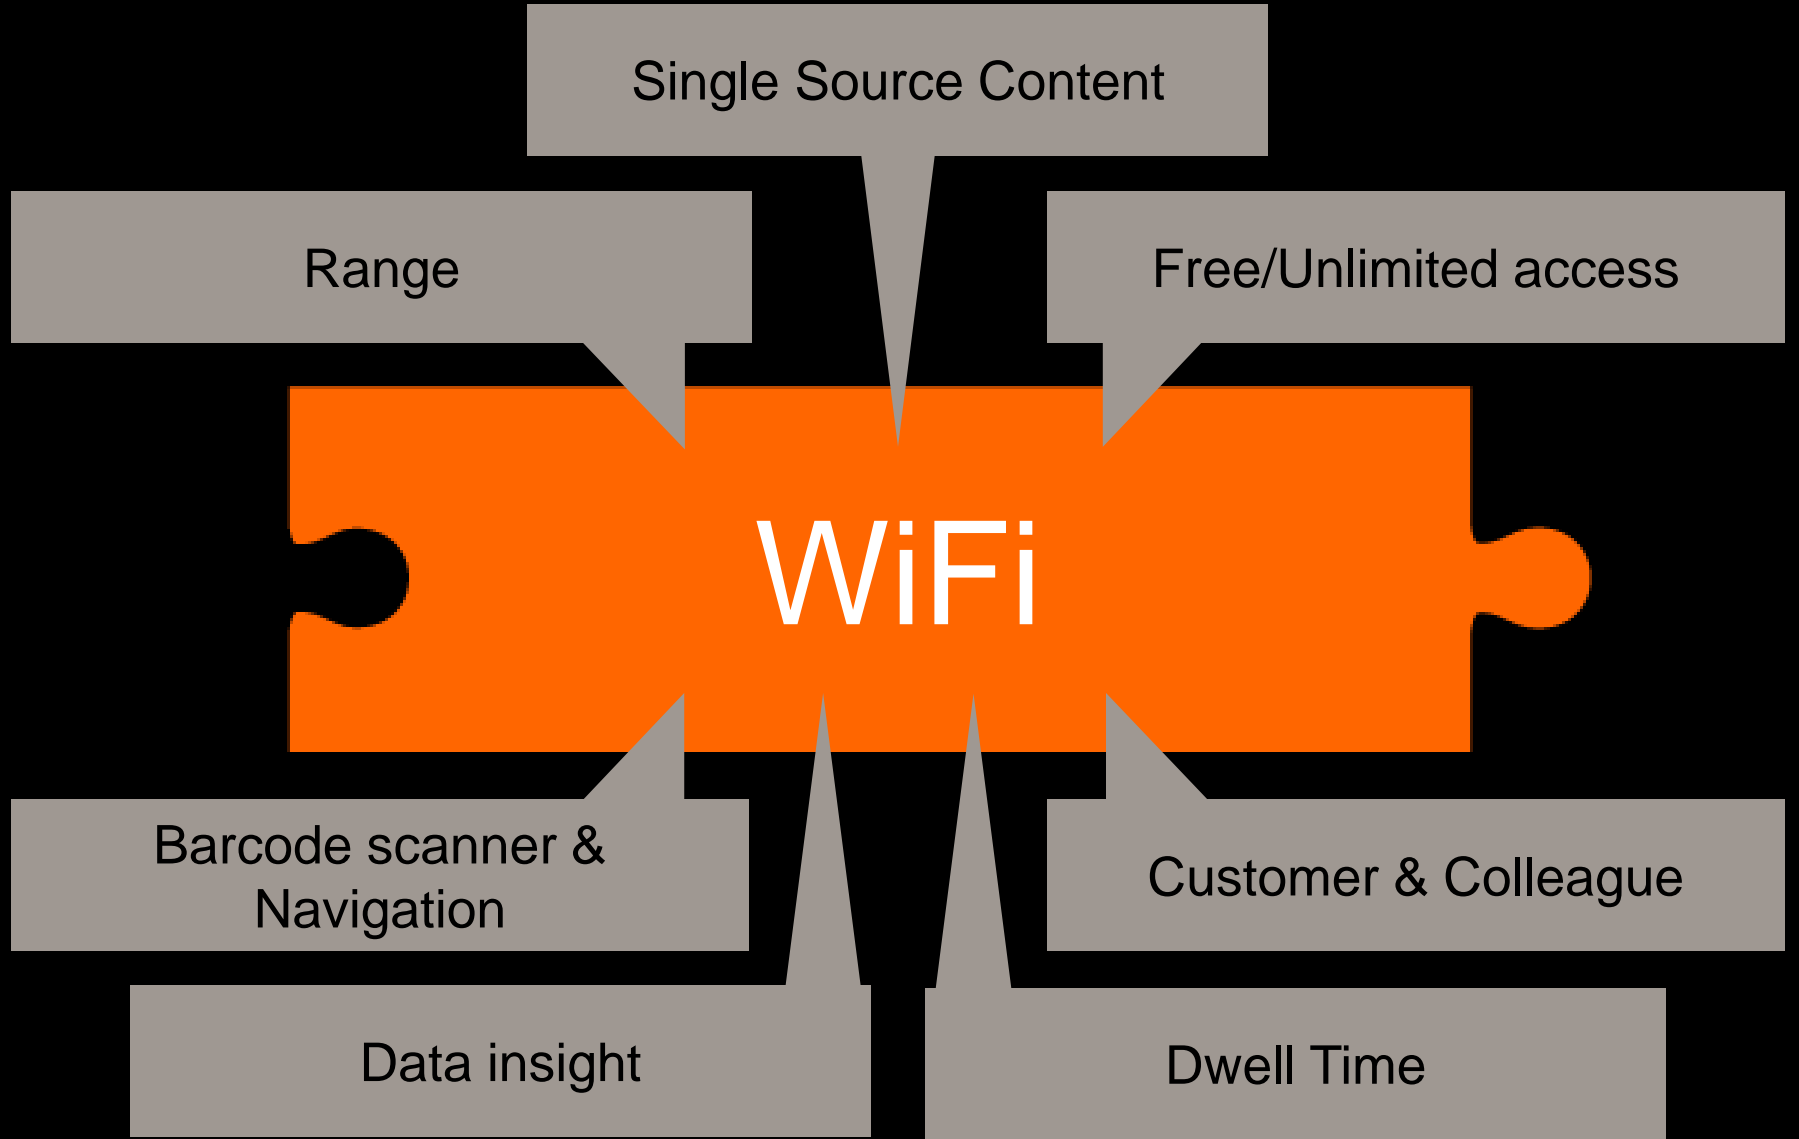 Single Source Content
Range
Free/Unlimited access
WiFi
Barcode scanner &
Navigation
Customer & Colleague
Data insight
Dwell Time